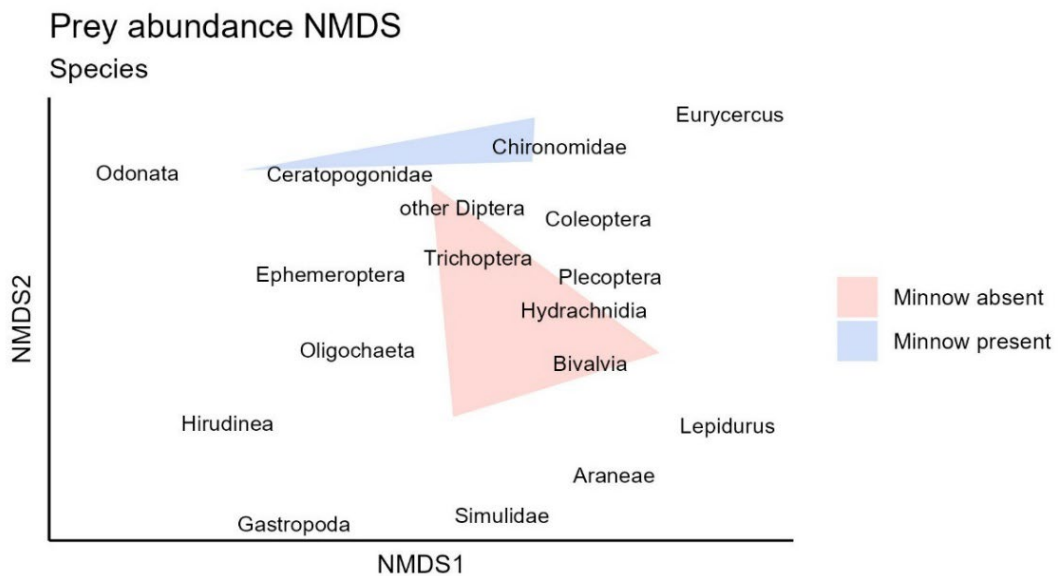 Prey abundance NMDS
Species
Eurycercus
Chironomidae
Odonata
Ceratopogonidae
other Diptera
Coleoptera
Trichoptera
Ephemeroptera
Plecoptera
Hydrachnidia
Oligochaeta
Bivalvia
Hirudinea
Lepidurus
Araneae
Simulidae
Gastropoda
NMDS2
NMDS1
Minnow absent
Minnow present